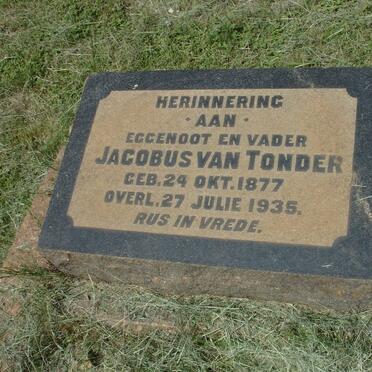 HERINNERING
· AAN ·
EGGENOOT EN VADER
JACOBUS VAN TONDER
GEB. 24 OKT. 1877
OVERL. 27 JULIE 1935.
RUS IN VREDE.